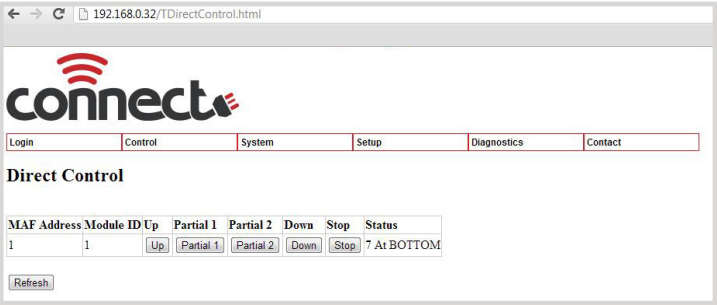 192.168.0.32/TDirectControl.html
connect
Login Control System Setup Diagnostics Contact
Direct Control
MAF Address Module ID Up Partial 1 Partial 2 Down Stop Status
1 1 Up Partial 1 Partial 2 Down Stop 7 At BOTTOM
Refresh